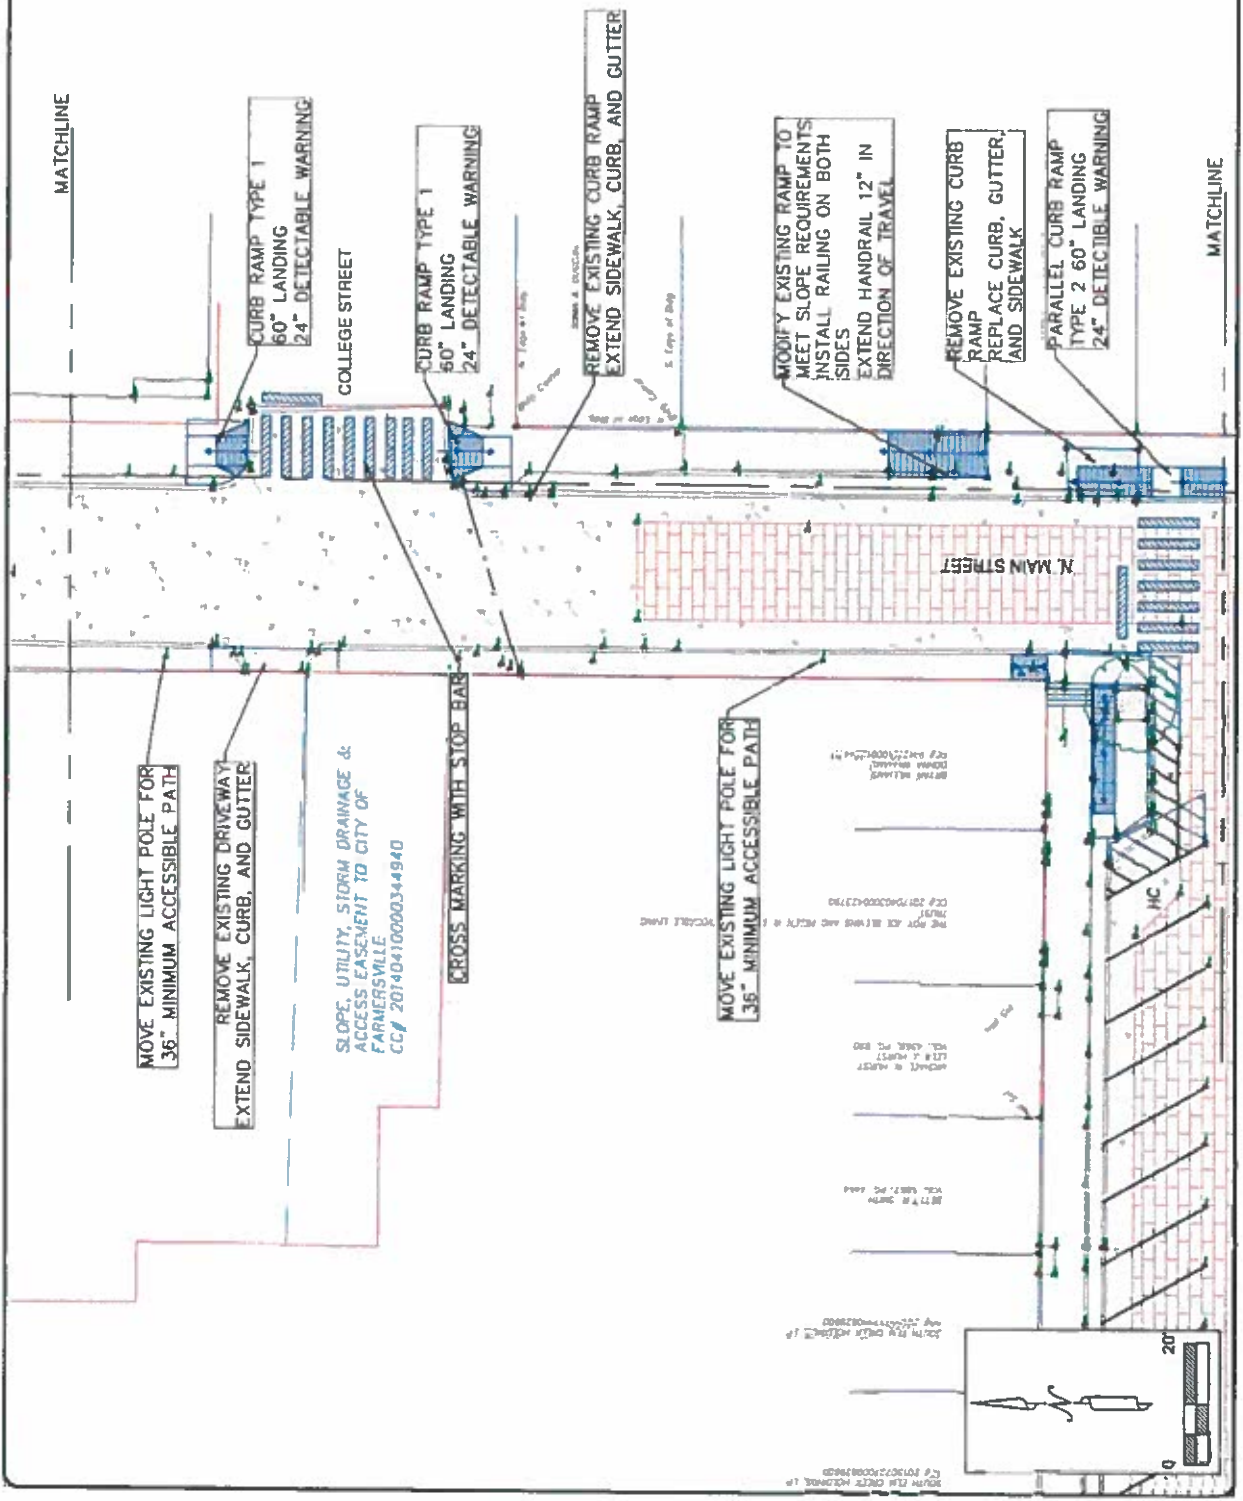 MATCHLINE
CURB RAMP TYPE 1
60" LANDING
24" DETECTABLE WARNING
COLLEGE STREET
CURB RAMP TYPE 1
60" LANDING
24" DETECTABLE WARNING
REMOVE EXISTING CURB RAMP
EXTEND SIDEWALK, CURB, AND GUTTER
MODIFY EXISTING RAMP TO
MEET SLOPE REQUIREMENTS
INSTALL RAILING ON BOTH
SIDES
EXTEND HANDRAIL 12" IN
DIRECTION OF TRAVEL
REMOVE EXISTING CURB
RAMP
REPLACE CURB, GUTTER,
AND SIDEWALK
PARALLEL CURB RAMP
TYPE 2 60" LANDING
24" DETECTIBLE WARNING
MATCHLINE
N. MAIN STREET
MOVE EXISTING LIGHT POLE FOR
36" MINIMUM ACCESSIBLE PATH
REMOVE EXISTING DRIVEWAY
EXTEND SIDEWALK, CURB, AND GUTTER
SLOPE, UTILITY, STORM DRAINAGE &
ACCESS EASEMENT TO CITY OF
FARMERSVILLE
CC# 20140410000344940
CROSS MARKING WITH STOP BAR
MOVE EXISTING LIGHT POLE FOR
36" MINIMUM ACCESSIBLE PATH
HC
N
0 20'